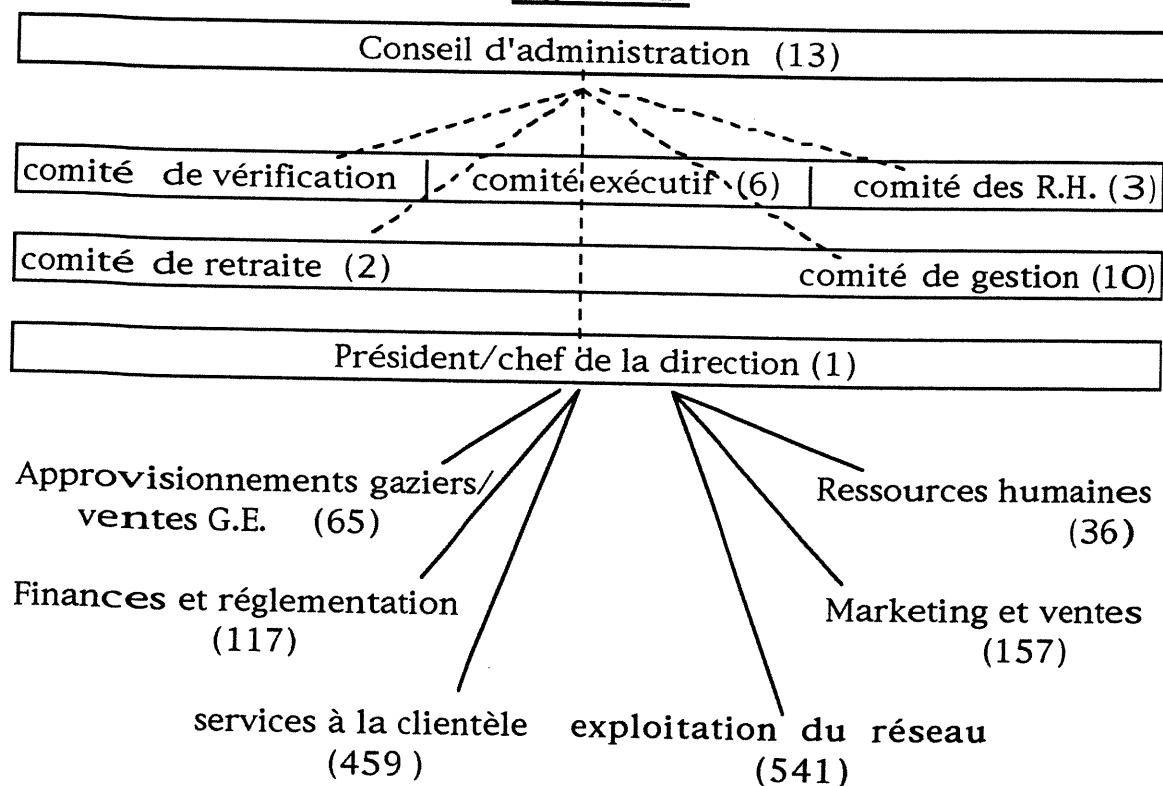 Conseil d'administration (13)
comité de vérification
comité exécutif (6)
comité des R.H. (3)
comité de retraite (2)
comité de gestion (10)
Président/chef de la direction (1)
Approvisionnements gaziers/
ventes G.E. (65)
Ressources humaines
(36)
Finances et réglementation
(117)
Marketing et ventes
(157)
services à la clientèle
(459)
exploitation du réseau
(541)